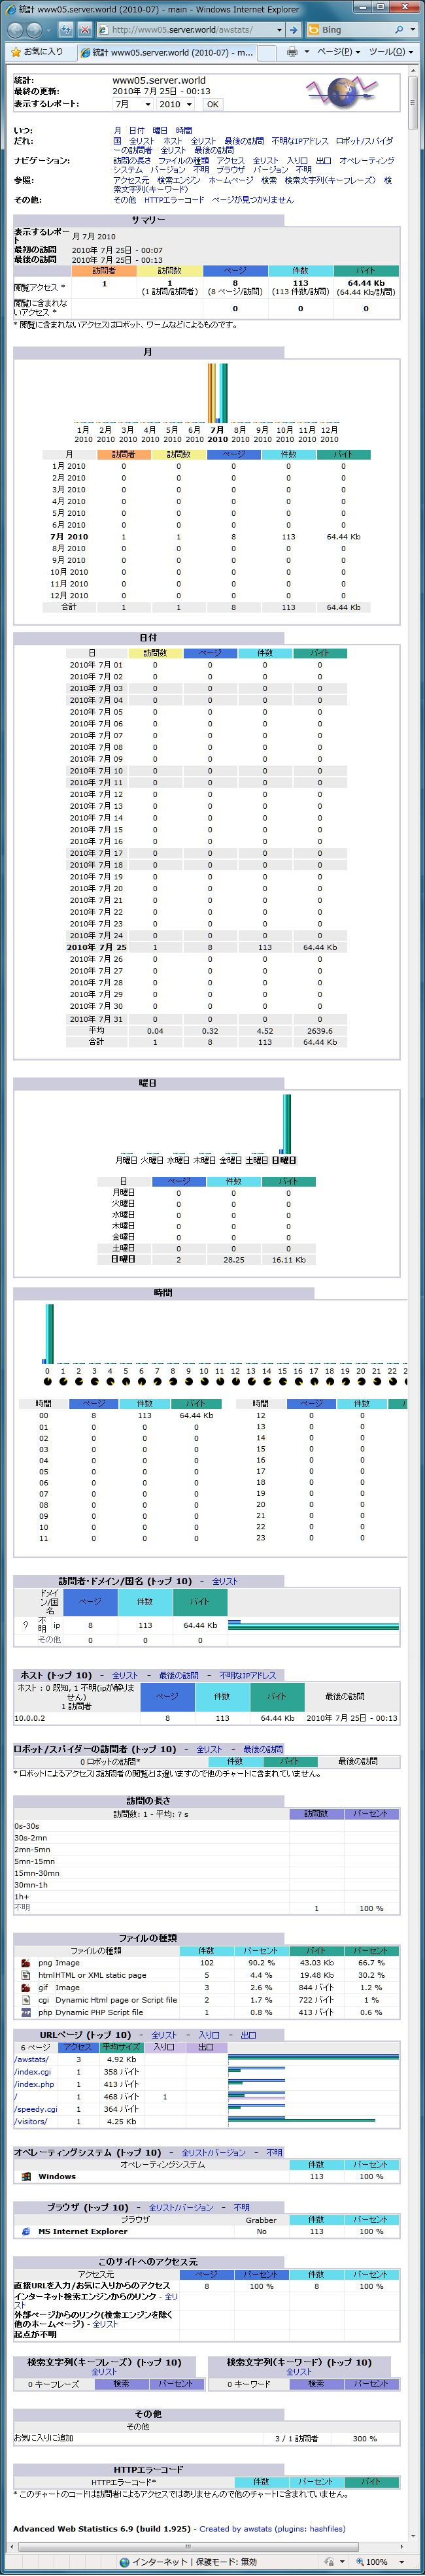 統計 www05.server.world (2010-07) - main - Windows Internet Explorer
http://www05.server.world/awstats/
Bing
お気に入り
統計 www05.server.world (2010-07) - m...
ページ(P)
ツール(O)
統計: www05.server.world
最終の更新: 2010年 7月 25日 - 00:13
表示するレポート: 7月 2010 OK
いつ: 月 日付 曜日 時間
だれ: 国 全リスト ホスト 全リスト 最後の訪問 不明なIPアドレス ロボット/スパイダ
ーの訪問者 全リスト 最後の訪問
ナビゲーション: 訪問の長さ ファイルの種類 アクセス 全リスト 入り口 出口 オペレーティング
システム バージョン 不明 ブラウザ バージョン 不明
参照: アクセス元 検索エンジン ホームページ 検索 検索文字列(キーフレーズ) 検
索文字列(キーワード)
その他: その他 HTTPエラーコード ページが見つかりません
サマリー
表示するレポート 月 7月 2010
最初の訪問 2010年 7月 25日 - 00:07
最後の訪問 2010年 7月 25日 - 00:13
訪問者 訪問数 ページ 件数 バイト
閲覧アクセス * 1 1 8 113 64.44 Kb
(1 訪問/訪問者) (8 ページ/訪問) (113 件数/訪問) (64.44 Kb/訪問)
閲覧に含まれないアクセス * 0 0 0
* 閲覧に含まれないアクセスはロボット、ワームなどによるものです。
月
1月 2月 3月 4月 5月 6月 7月 8月 9月 10月 11月 12月
2010 2010 2010 2010 2010 2010 2010 2010 2010 2010 2010 2010
月 訪問者 訪問数 ページ 件数 バイト
1月 2010 0 0 0 0 0
2月 2010 0 0 0 0 0
3月 2010 0 0 0 0 0
4月 2010 0 0 0 0 0
5月 2010 0 0 0 0 0
6月 2010 0 0 0 0 0
7月 2010 1 1 8 113 64.44 Kb
8月 2010 0 0 0 0 0
9月 2010 0 0 0 0 0
10月 2010 0 0 0 0 0
11月 2010 0 0 0 0 0
12月 2010 0 0 0 0 0
合計 1 1 8 113 64.44 Kb
日付
日 訪問数 ページ 件数 バイト
2010年 7月 01 0 0 0 0
2010年 7月 02 0 0 0 0
2010年 7月 03 0 0 0 0
2010年 7月 04 0 0 0 0
2010年 7月 05 0 0 0 0
2010年 7月 06 0 0 0 0
2010年 7月 07 0 0 0 0
2010年 7月 08 0 0 0 0
2010年 7月 09 0 0 0 0
2010年 7月 10 0 0 0 0
2010年 7月 11 0 0 0 0
2010年 7月 12 0 0 0 0
2010年 7月 13 0 0 0 0
2010年 7月 14 0 0 0 0
2010年 7月 15 0 0 0 0
2010年 7月 16 0 0 0 0
2010年 7月 17 0 0 0 0
2010年 7月 18 0 0 0 0
2010年 7月 19 0 0 0 0
2010年 7月 20 0 0 0 0
2010年 7月 21 0 0 0 0
2010年 7月 22 0 0 0 0
2010年 7月 23 0 0 0 0
2010年 7月 24 0 0 0 0
2010年 7月 25 1 8 113 64.44 Kb
2010年 7月 26 0 0 0 0
2010年 7月 27 0 0 0 0
2010年 7月 28 0 0 0 0
2010年 7月 29 0 0 0 0
2010年 7月 30 0 0 0 0
2010年 7月 31 0 0 0 0
平均 0.04 0.32 4.52 2639.6
合計 1 8 113 64.44 Kb
曜日
月曜日 火曜日 水曜日 木曜日 金曜日 土曜日 日曜日
日 ページ 件数 バイト
月曜日 0 0 0
火曜日 0 0 0
水曜日 0 0 0
木曜日 0 0 0
金曜日 0 0 0
土曜日 0 0 0
日曜日 2 28.25 16.11 Kb
時間
0 1 2 3 4 5 6 7 8 9 10 11 12 13 14 15 16 17 18 19 20 21 22 2
時間 ページ 件数 バイト 時間 ページ 件数
00 8 113 64.44 Kb 12 0 0
01 0 0 0 13 0 0
02 0 0 0 14 0 0
03 0 0 0 15 0 0
04 0 0 0 16 0 0
05 0 0 0 17 0 0
06 0 0 0 18 0 0
07 0 0 0 19 0 0
08 0 0 0 20 0 0
09 0 0 0 21 0 0
10 0 0 0 22 0 0
11 0 0 0 23 0 0
訪問者・ドメイン/国名 (トップ 10) - 全リスト
ドメイン/国名 ページ 件数 バイト
? 不明 ip 8 113 64.44 Kb
その他 0 0 0
ホスト (トップ 10) - 全リスト - 最後の訪問 - 不明なIPアドレス
ホスト : 0 既知, 1 不明(ipが解りません)
1 訪問者 ページ 件数 バイト 最後の訪問
10.0.0.2 8 113 64.44 Kb 2010年 7月 25日 - 00:13
ロボット/スパイダーの訪問者 (トップ 10) - 全リスト - 最後の訪問
0 ロボットの訪問* 件数 バイト 最後の訪問
* ロボットによるアクセスは訪問者の閲覧とは違いますので他のチャートに含まれていません。
訪問の長さ
訪問数: 1 - 平均: ? s 訪問数 パーセント
0s-30s
30s-2mn
2mn-5mn
5mn-15mn
15mn-30mn
30mn-1h
1h+
不明 1 100 %
ファイルの種類
ファイルの種類 件数 パーセント バイト パーセント
png Image 102 90.2 % 43.03 Kb 66.7 %
html HTML or XML static page 5 4.4 % 19.48 Kb 30.2 %
gif Image 3 2.6 % 844 バイト 1.2 %
cgi Dynamic Html page or Script file 2 1.7 % 722 バイト 1 %
php Dynamic PHP Script file 1 0.8 % 413 バイト 0.6 %
URLページ (トップ 10) - 全リスト - 入り口 - 出口
6 ページ アクセス 平均サイズ 入り口 出口
/awstats/ 3 4.92 Kb
/index.cgi 1 358 バイト
/index.php 1 413 バイト
/ 1 468 バイト 1
/speedy.cgi 1 364 バイト
/visitors/ 1 4.25 Kb
オペレーティングシステム (トップ 10) - 全リスト/バージョン - 不明
オペレーティングシステム 件数 パーセント
Windows 113 100 %
ブラウザ (トップ 10) - 全リスト/バージョン - 不明
ブラウザ Grabber 件数 パーセント
MS Internet Explorer No 113 100 %
このサイトへのアクセス元
アクセス元 ページ パーセント 件数 パーセント
直接URLを入力/お気に入りからのアクセス 8 100 % 8 100 %
インターネット検索エンジンからのリンク - 全リスト
外部ページからのリンク(検索エンジンを除く他のホームページ) - 全リスト
起点が不明
検索文字列(キーフレーズ) (トップ 10)
全リスト
0 キーフレーズ 検索 パーセント
検索文字列(キーワード) (トップ 10)
全リスト
0 キーワード 検索 パーセント
その他
その他
お気に入りに追加 3 / 1 訪問者 300 %
HTTPエラーコード
HTTPエラーコード* 件数 パーセント バイト
* このチャートのコードは訪問者によるアクセスではありませんので他のチャートに含まれていません。
Advanced Web Statistics 6.9 (build 1.925) - Created by awstats (plugins: hashfiles)
インターネット | 保護モード: 無効
100%